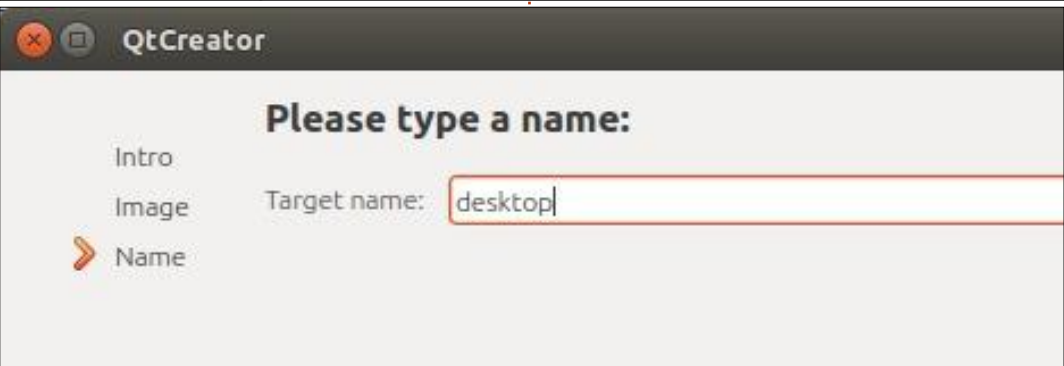 QtCreator
Please type a name:
Intro
Image
Name
Target name: desktop